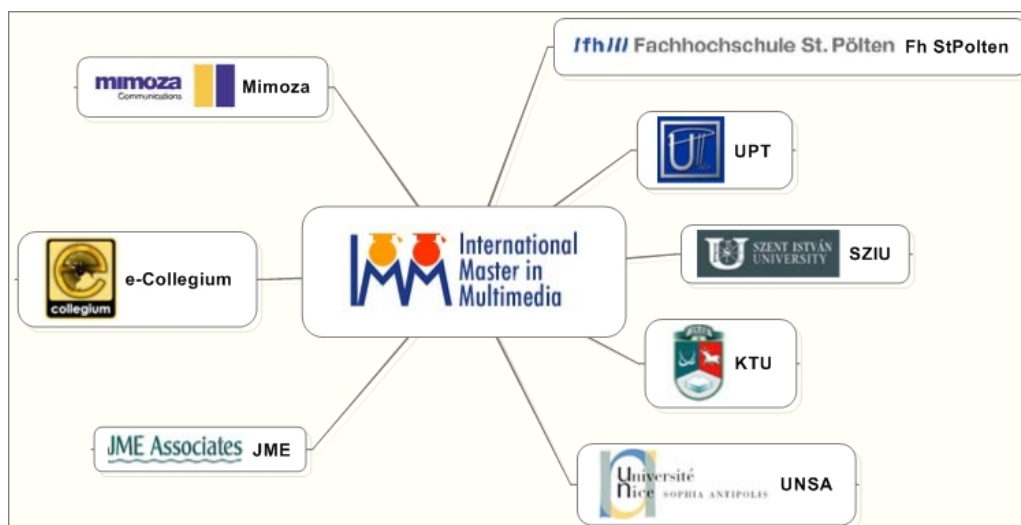 /fh/// Fachhochschule St. Pölten Fh StPolten
mimoza
Communications
Mimoza
UPT
SZENT ISTVÁN
UNIVERSITY
SZIU
e collegium
e-Collegium
International
Master in
Multimedia
IMM
KTU
JME Associates JME
Université
Nice SOPHIA ANTIPOLIS
UNSA